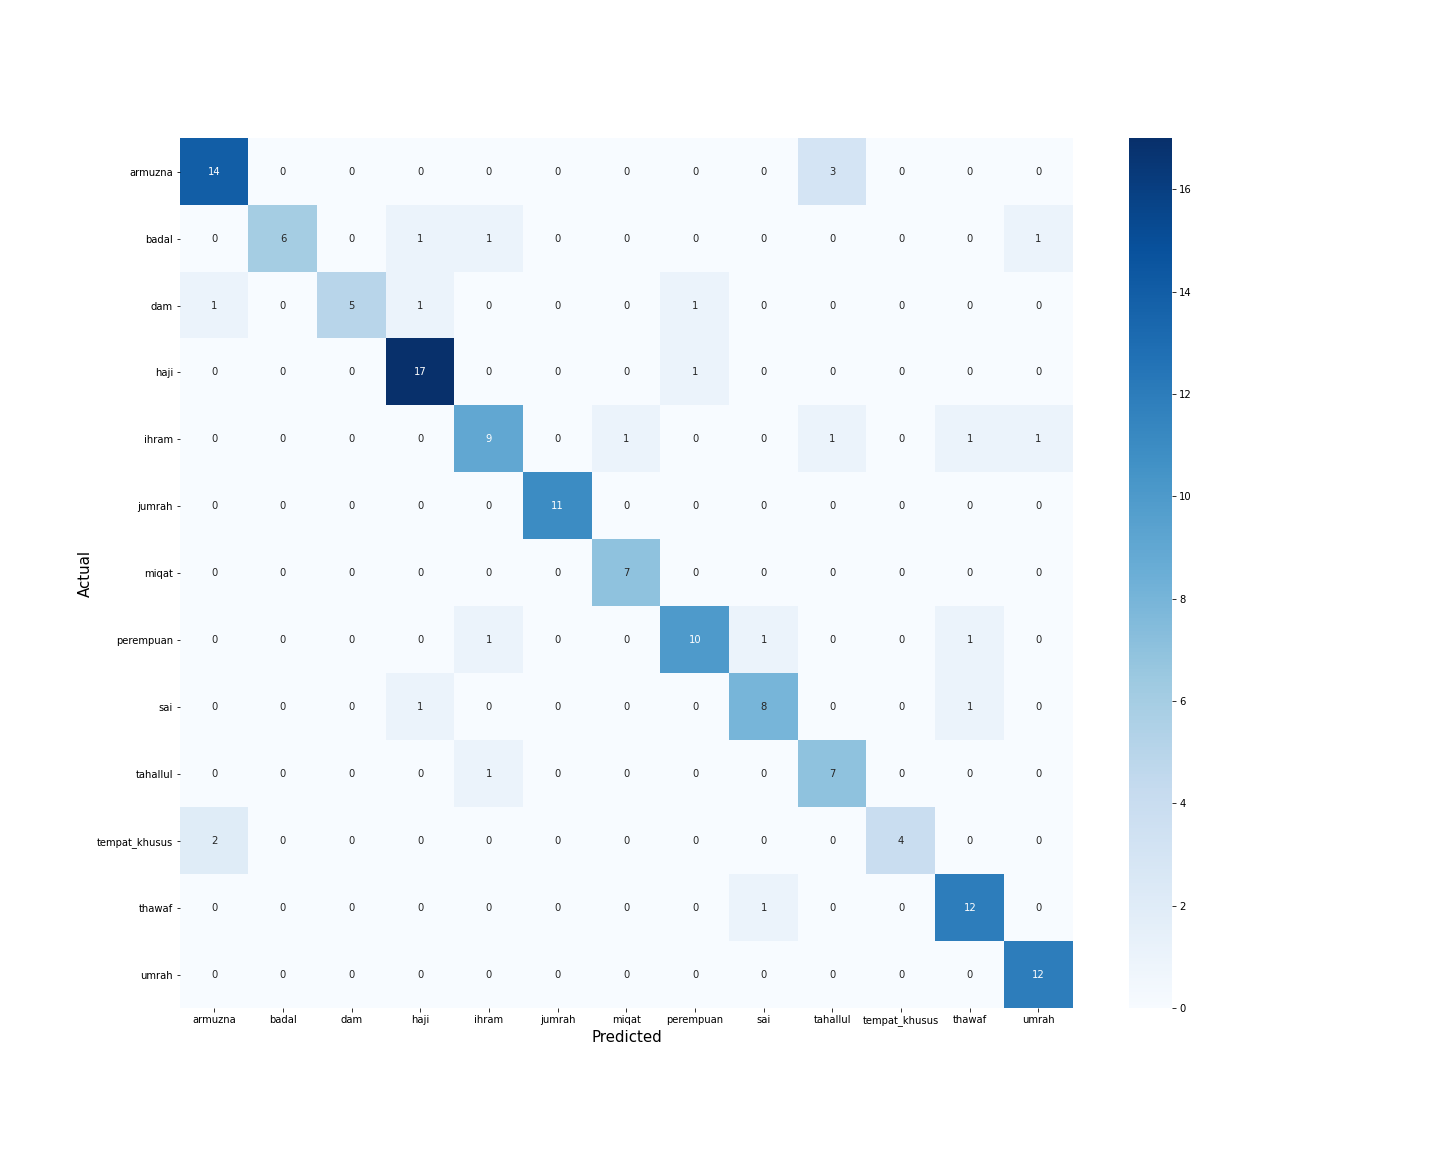 armuzna 14 0 0 0 0 0 0 0 0 3 0 0 0
badal 0 6 0 1 1 0 0 0 0 0 0 0 1
dam 1 0 5 1 0 0 0 1 0 0 0 0 0
haji 0 0 0 17 0 0 0 1 0 0 0 0 0
ihram 0 0 0 0 9 0 1 0 0 1 0 1 1
jumrah 0 0 0 0 0 11 0 0 0 0 0 0 0
miqat 0 0 0 0 0 0 7 0 0 0 0 0 0
perempuan 0 0 0 0 1 0 0 10 1 0 0 1 0
sai 0 0 0 1 0 0 0 0 8 0 0 1 0
tahallul 0 0 0 0 1 0 0 0 0 7 0 0 0
tempat_khusus 2 0 0 0 0 0 0 0 0 0 4 0 0
thawaf 0 0 0 0 0 0 0 0 1 0 0 12 0
umrah 0 0 0 0 0 0 0 0 0 0 0 0 12
armuzna badal dam haji ihram jumrah miqat perempuan sai tahallul tempat_khusus thawaf umrah
Predicted
Actual
16
14
12
10
8
6
4
2
0